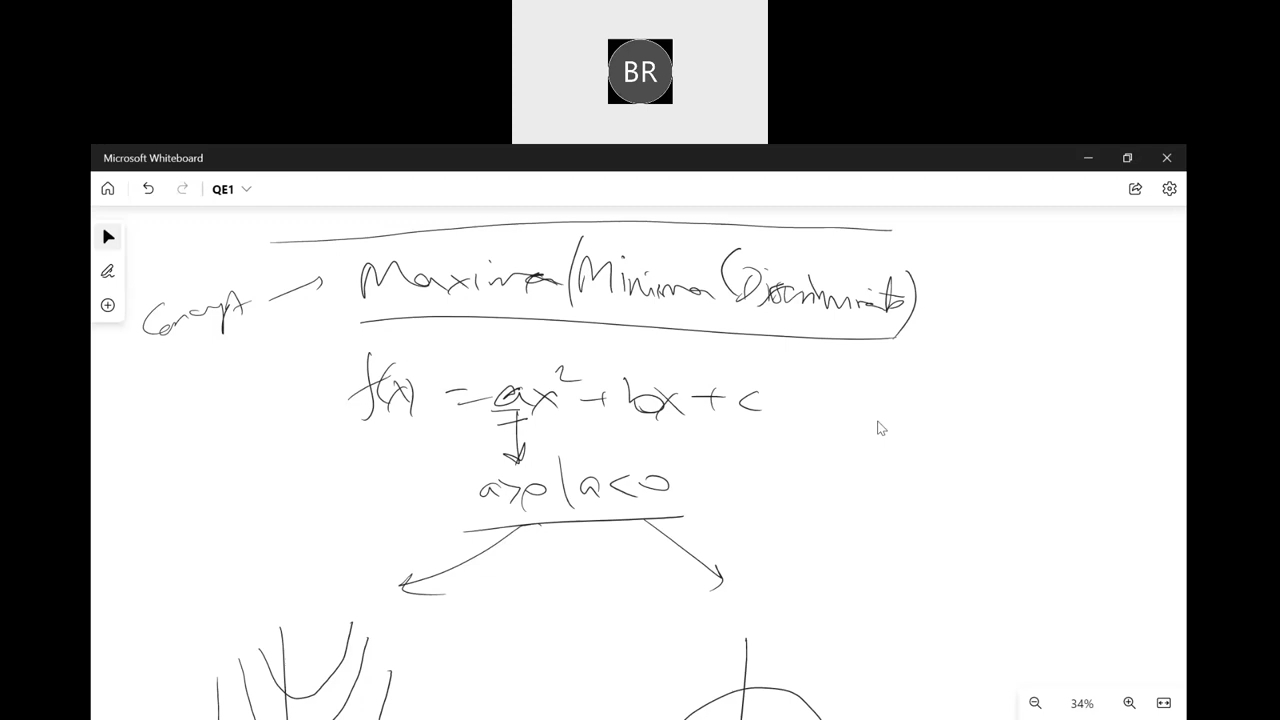 BR
Microsoft Whiteboard
QE1
Concept → Maxima/Minima (Discriminant)
f(x) = ax² + bx + c
a>0 / a<0
34%